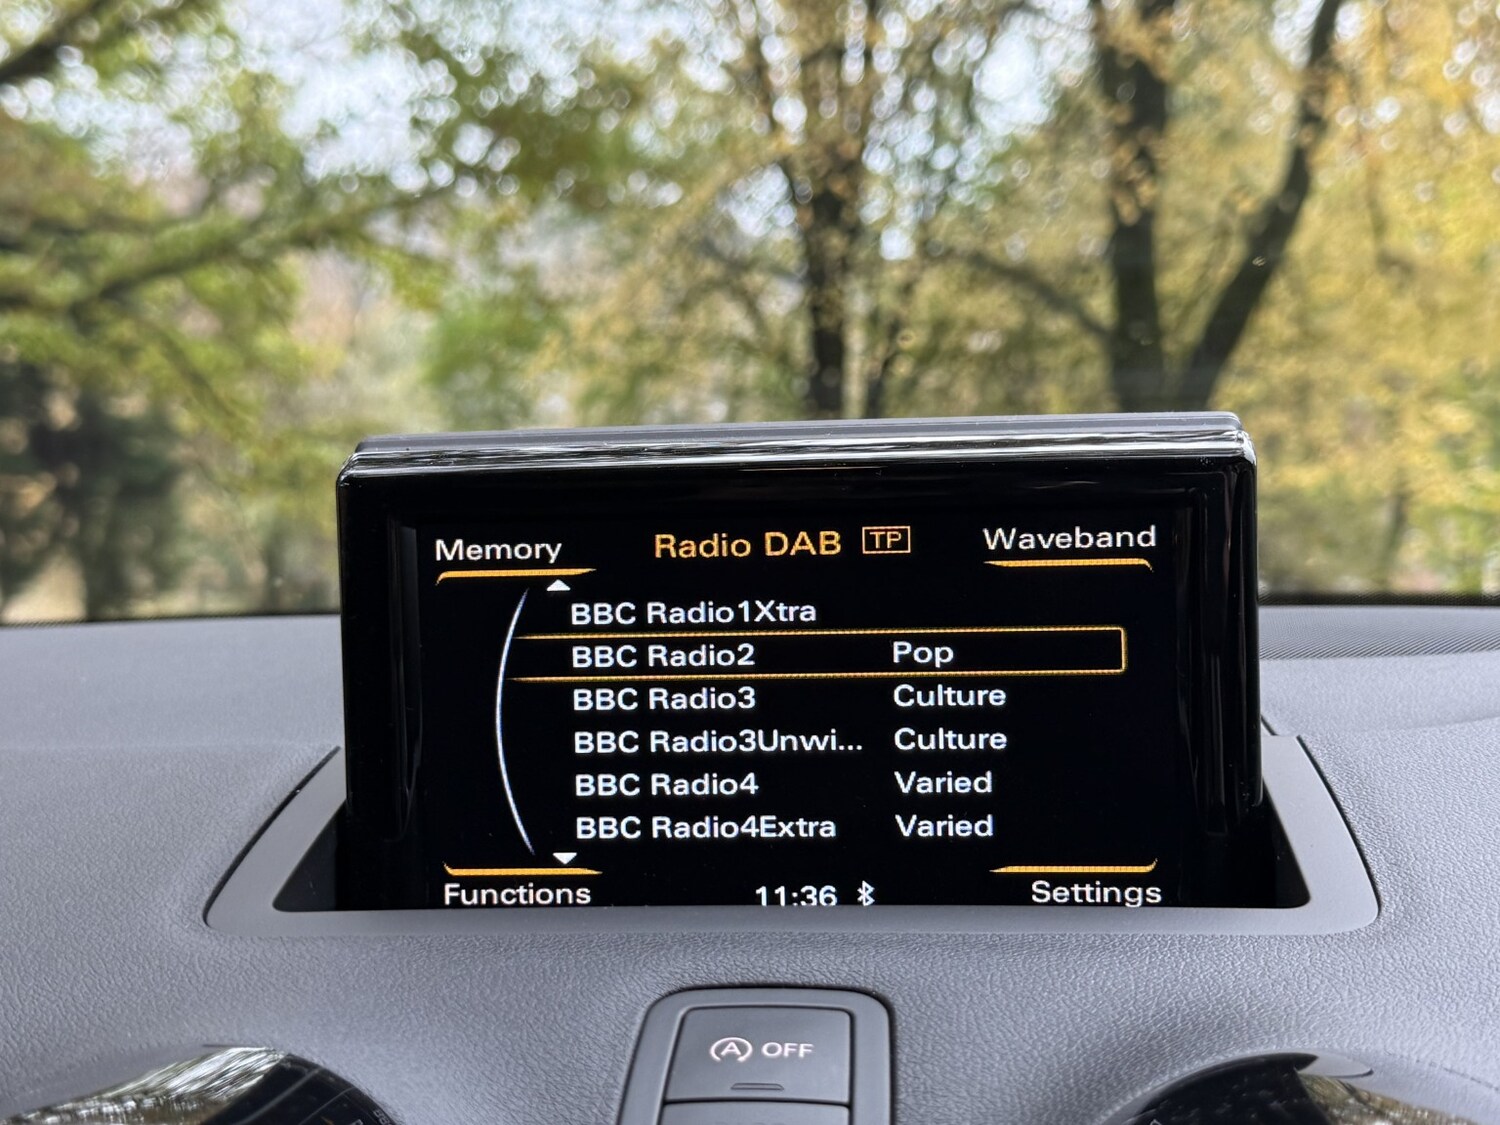 Memory Radio DAB TP Waveband
BBC Radio1Xtra
BBC Radio2 Pop
BBC Radio3 Culture
BBC Radio3Unwi... Culture
BBC Radio4 Varied
BBC Radio4Extra Varied
Functions 11:36 Settings
A OFF